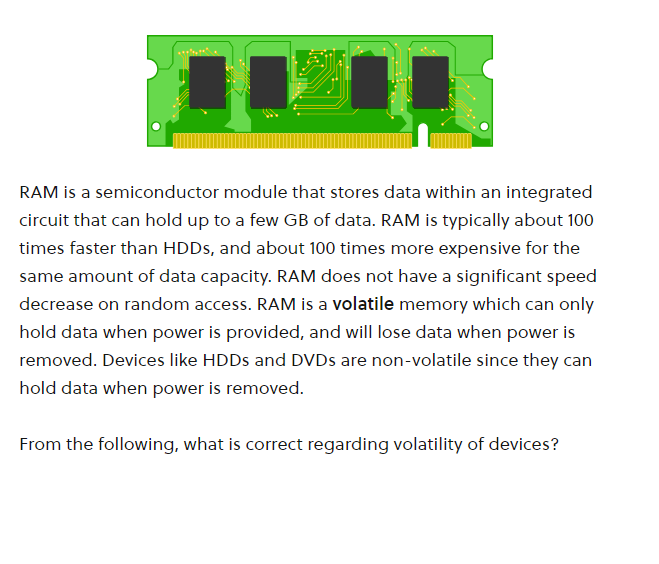 RAM is a semiconductor module that stores data within an integrated
circuit that can hold up to a few GB of data. RAM is typically about 100
times faster than HDDs, and about 100 times more expensive for the
same amount of data capacity. RAM does not have a significant speed
decrease on random access. RAM is a volatile memory which can only
hold data when power is provided, and will lose data when power is
removed. Devices like HDDs and DVDs are non-volatile since they can
hold data when power is removed.
From the following, what is correct regarding volatility of devices?